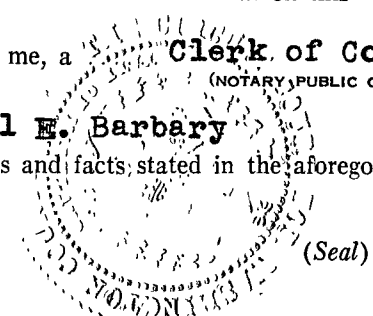 me, a Clerk of Co
(NOTARY PUBLIC O
l E. Barbary
s and facts stated in the aforego
(Seal)